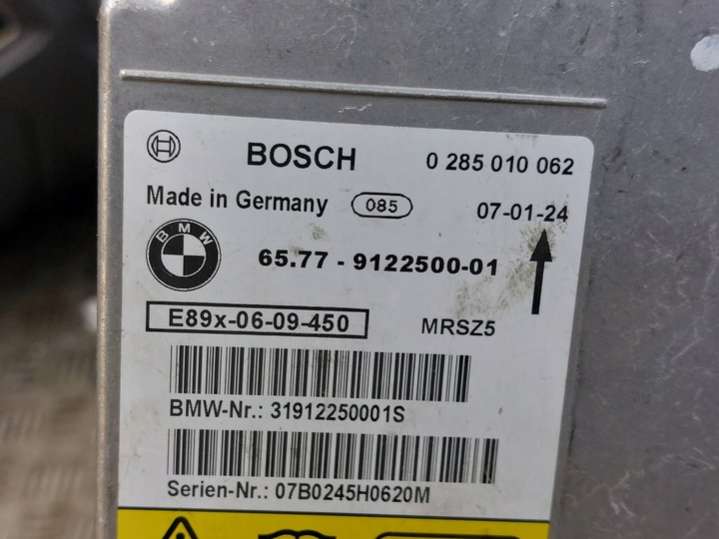 BOSCH 0 285 010 062
Made in Germany 085 07-01-24
BMW 65.77 - 9122500-01
E89x-06-09-450 MRSZ5
BMW-Nr.: 31912250001S
Serien-Nr.: 07B0245H0620M